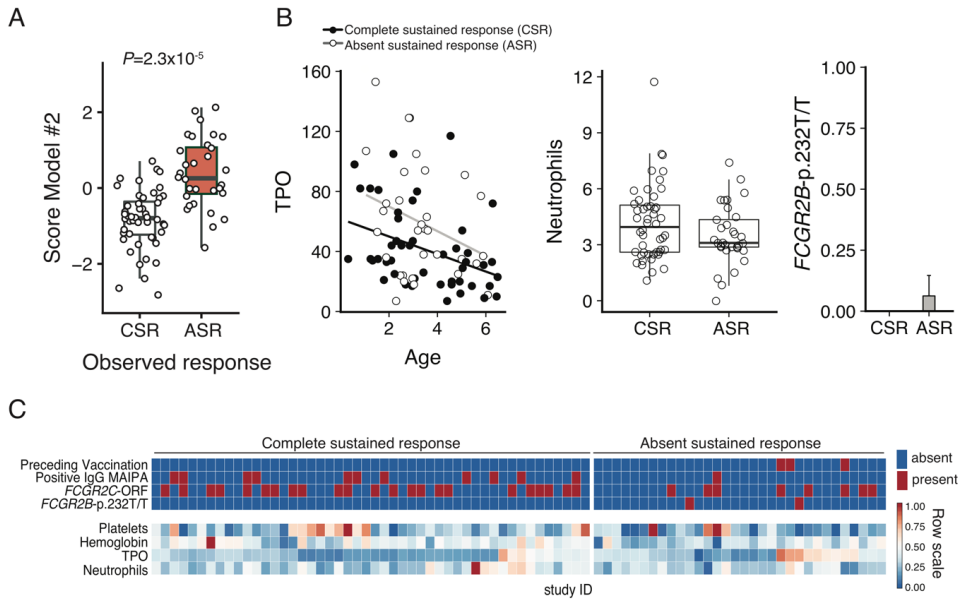 A
P=2.3x10-5
Score Model #2
2
0
−2
CSR
ASR
Observed response
B
Complete sustained response (CSR)
Absent sustained response (ASR)
TPO
160
120
80
40
0
2
4
6
Age
Neutrophils
12
9
6
3
0
CSR
ASR
FCGR2B-p.232T/T
1.00
0.75
0.50
0.25
0.00
CSR
ASR
C
Complete sustained response
Absent sustained response
Preceding Vaccination
Positive IgG MAIPA
FCGR2C-ORF
FCGR2B-p.232T/T
absent
present
Platelets
Hemoglobin
TPO
Neutrophils
study ID
1.00
0.75
0.50
0.25
0.00
Row scale